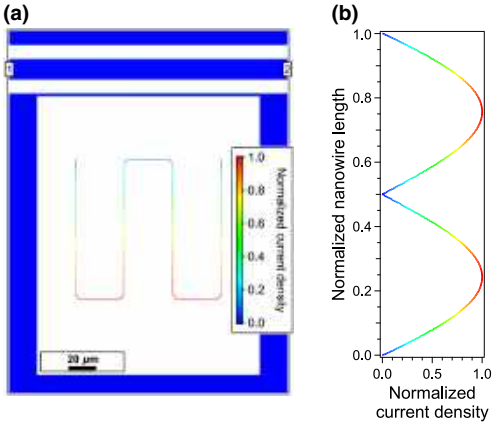 (a)
1
2
1.0
0.8
0.6
0.4
0.2
0.0
Normalized current density
20 μm
(b)
Normalized nanowire length
1.0
0.8
0.6
0.4
0.2
0.0
0.0 0.5 1.0
Normalized
current density